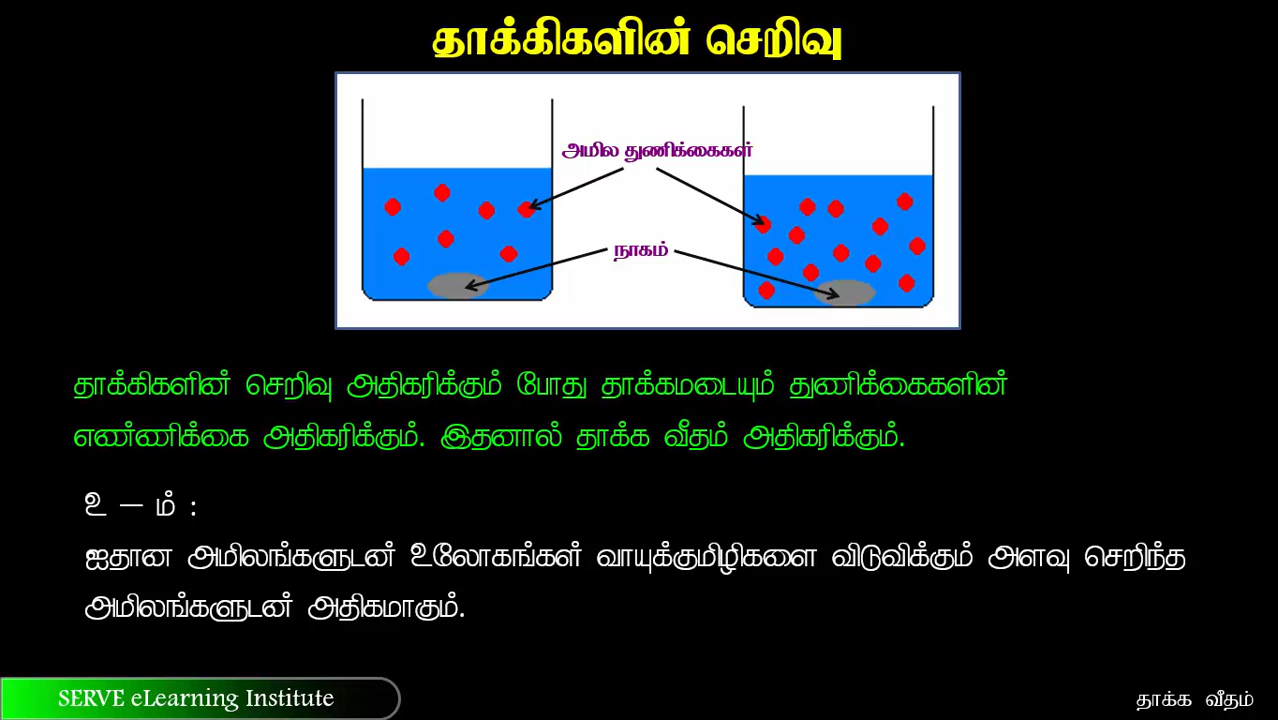 தாக்கிகளின் செறிவு
அமில துணிக்கைகள்
நாகம்
தாக்கிகளின் செறிவு அதிகரிக்கும் போது தாக்கமடையும் துணிக்கைகளின்
எண்ணிக்கை அதிகரிக்கும். இதனால் தாக்க வீதம் அதிகரிக்கும்.
உ – ம் :
ஐதான அமிலங்களுடன் உலோகங்கள் வாயுக்குமிழிகளை விடுவிக்கும் அளவு செறிந்த
அமிலங்களுடன் அதிகமாகும்.
SERVE eLearning Institute
தாக்க வீதம்